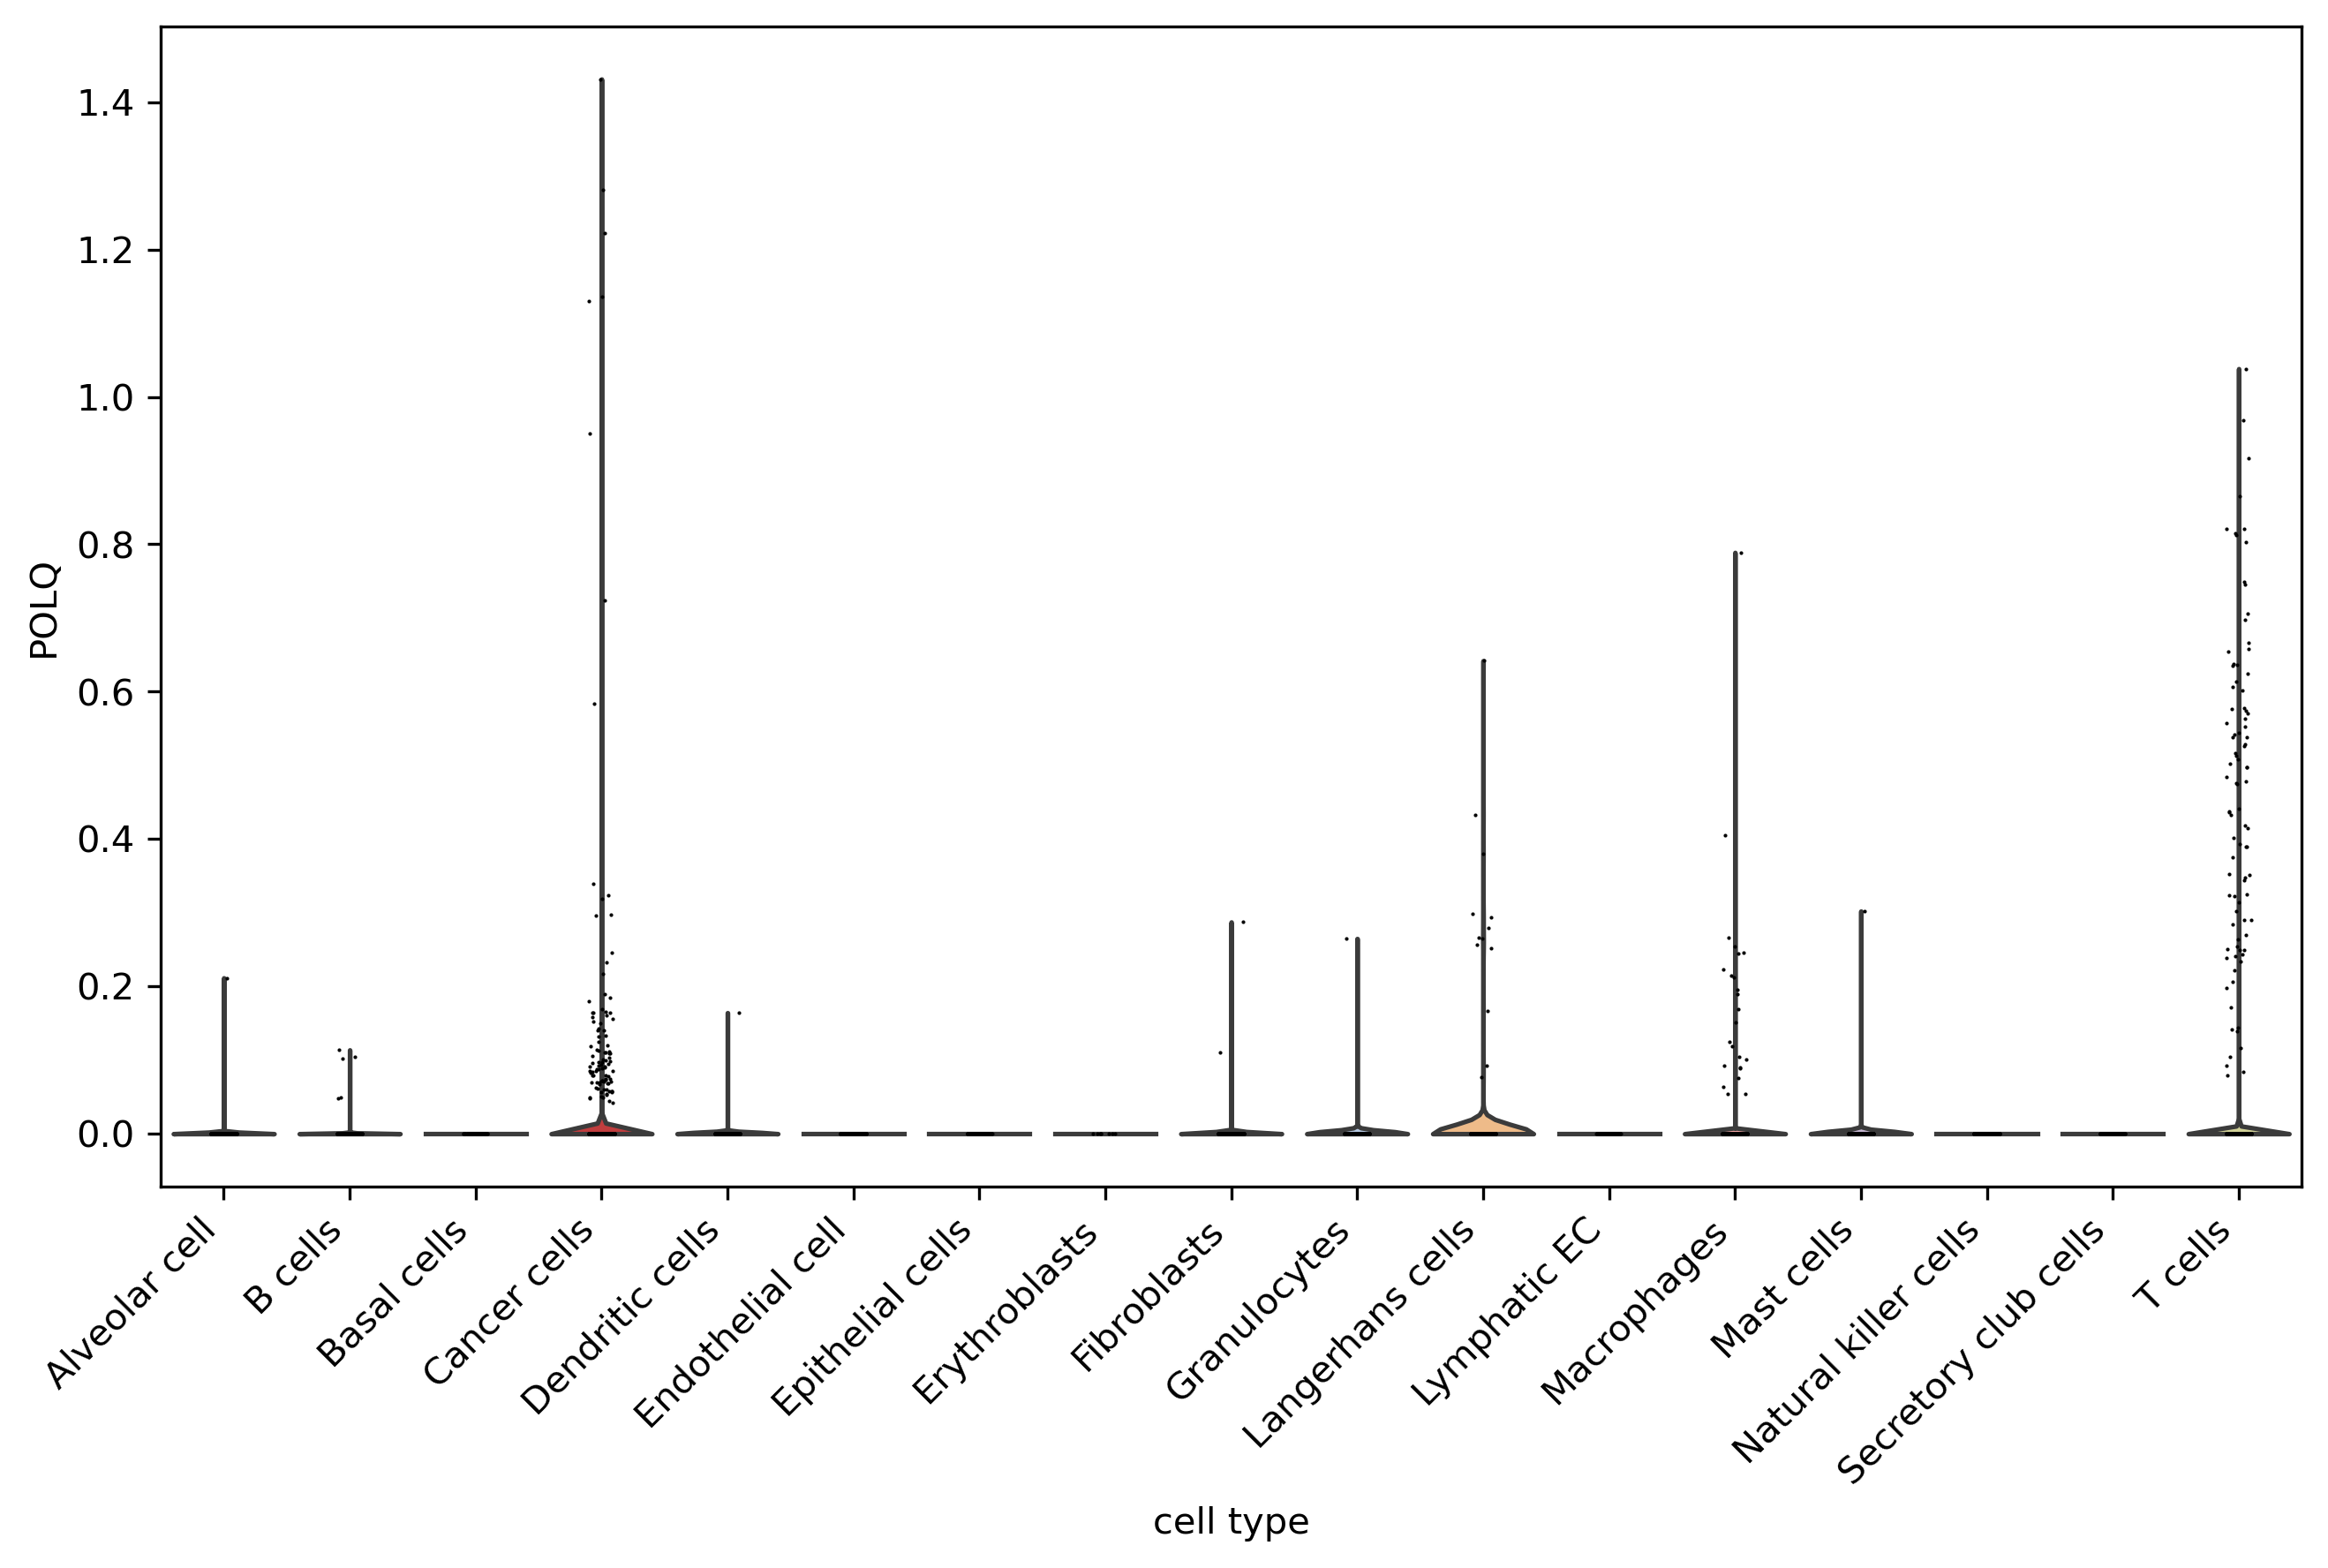 1.4
1.2
1.0
0.8
0.6
0.4
0.2
0.0
POLQ
Alveolar cell
B cells
Basal cells
Cancer cells
Dendritic cells
Endothelial cell
Epithelial cells
Erythroblasts
Fibroblasts
Granulocytes
Langerhans cells
Lymphatic EC
Macrophages
Mast cells
Natural killer cells
Secretory club cells
T cells
cell type